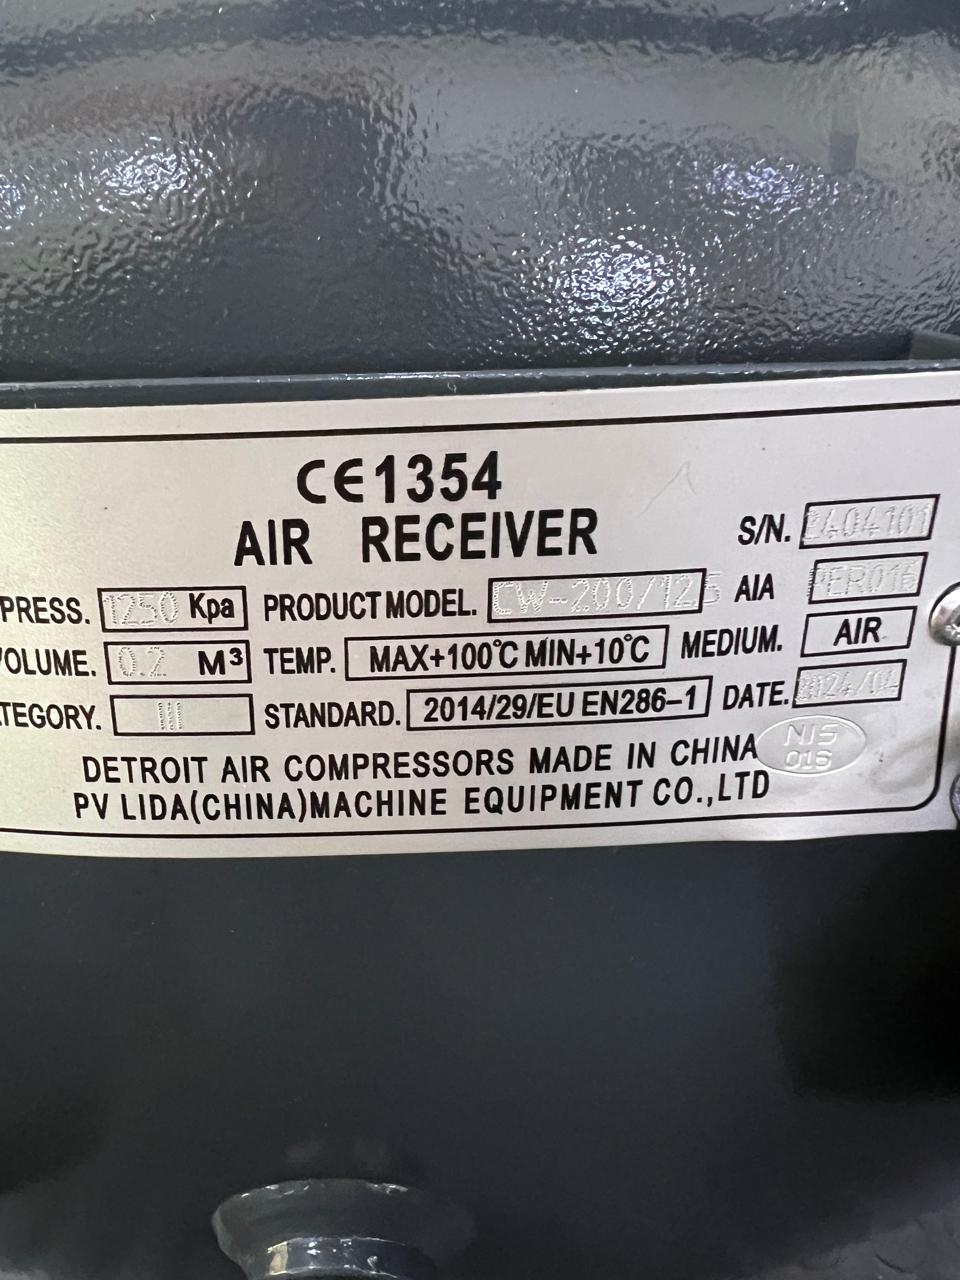 CE1354
AIR RECEIVER
S/N. 2404101
PRESS. 1250 Kpa PRODUCT MODEL. CW-200/12.5 AIA PER016
VOLUME. 0.2 M³ TEMP. MAX+100℃ MIN+10℃ MEDIUM. AIR
TEGORY. STANDARD. 2014/29/EU EN286-1 DATE. 2024/04
DETROIT AIR COMPRESSORS MADE IN CHINA
NIS
016
PV LIDA(CHINA)MACHINE EQUIPMENT CO.,LTD